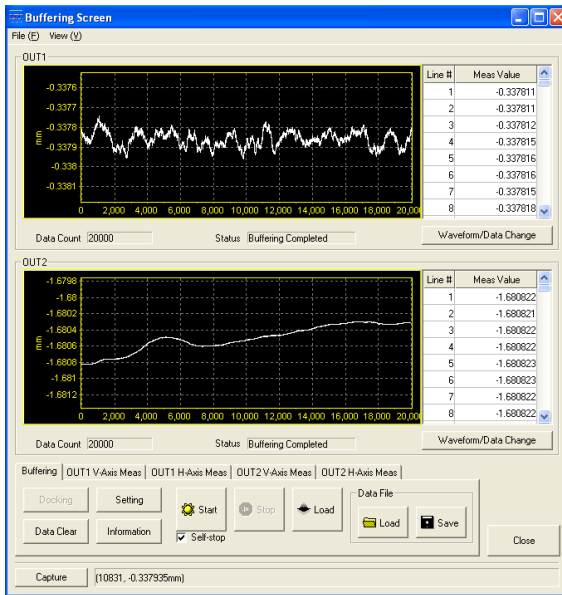 Buffering Screen
File (F) View (V)
OUT1
-0.3376
-0.3377
-0.3378
-0.3379
-0.338
-0.3381
mm
0 2,000 4,000 6,000 8,000 10,000 12,000 14,000 16,000 18,000 20,00
Line # Meas Value
1 -0.337811
2 -0.337811
3 -0.337812
4 -0.337815
5 -0.337816
6 -0.337816
7 -0.337815
8 -0.337818
Data Count 20000 Status Buffering Completed Waveform/Data Change
OUT2
-1.6798
-1.68
-1.6802
-1.6804
-1.6806
-1.6808
-1.681
-1.6812
mm
0 2,000 4,000 6,000 8,000 10,000 12,000 14,000 16,000 18,000 20,00
Line # Meas Value
1 -1.680822
2 -1.680821
3 -1.680822
4 -1.680822
5 -1.680823
6 -1.680823
7 -1.680822
8 -1.680822
Data Count 20000 Status Buffering Completed Waveform/Data Change
Buffering OUT1 V-Axis Meas OUT1 H-Axis Meas OUT2 V-Axis Meas OUT2 H-Axis Meas
Docking Setting Start Stop Load
Data File
Load Save
Data Clear Information Self-stop
Close
Capture (10831, -0.337935mm)